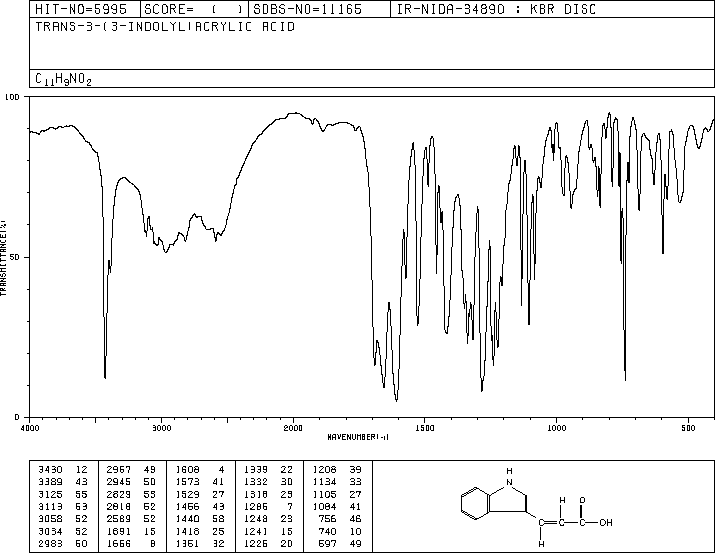 HIT-NO=5995 SCORE= ( ) SDBS-NO=11165 IR-NIDA-34890 : KBR DISC
TRANS-3-(3-INDOLYL)ACRYLIC ACID
C11H9NO2
100
50
0
TRANSMITTANCE(%)
4000 3000 2000 1500 1000 500
WAVENUMBER(-1)
3430 12 2967 49 1608 4 1339 22 1208 39
3389 43 2945 50 1573 41 1332 30 1134 33
3125 55 2829 53 1529 27 1318 23 1105 27
3113 53 2818 52 1456 43 1286 7 1084 41
3058 52 2589 52 1440 58 1248 23 756 46
3034 52 1691 15 1418 25 1241 15 740 10
2983 50 1656 8 1351 32 1225 20 597 49
H
N
H O
OH
H